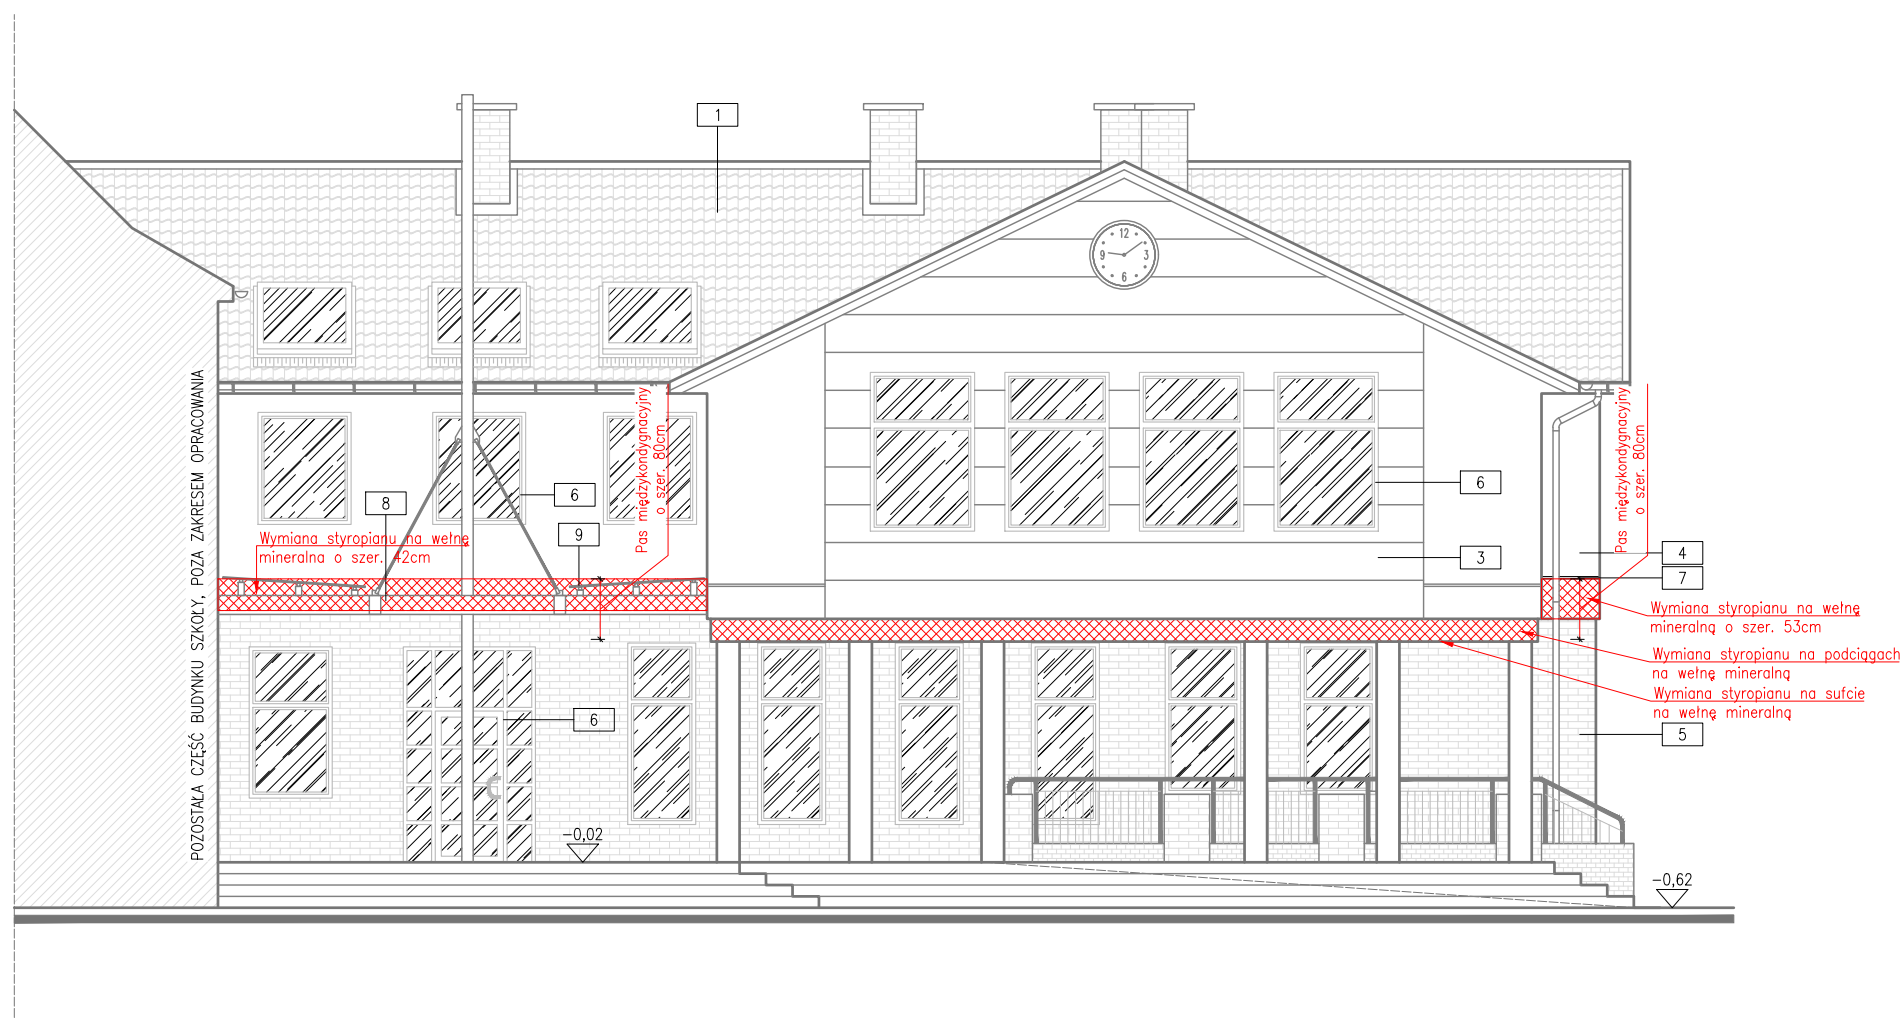 1
12
9
3
6
POZOSTAŁA CZĘŚĆ BUDYNKU SZKOŁY, POZA ZAKRESEM OPRACOWANIA
Pas międzykondygnacyjny
o szer. 80cm
Pas międzykondygnacyjny
o szer. 80cm
6
6
8
9
Wymiana styropianu na wełnę
mineralna o szer. 42cm
3
4
7
Wymiana styropianu na wełnę
mineralną o szer. 53cm
Wymiana styropianu na podciągach
na wełnę mineralną
Wymiana styropianu na suficie
na wełnę mineralną
6
5
-0,02
-0,62